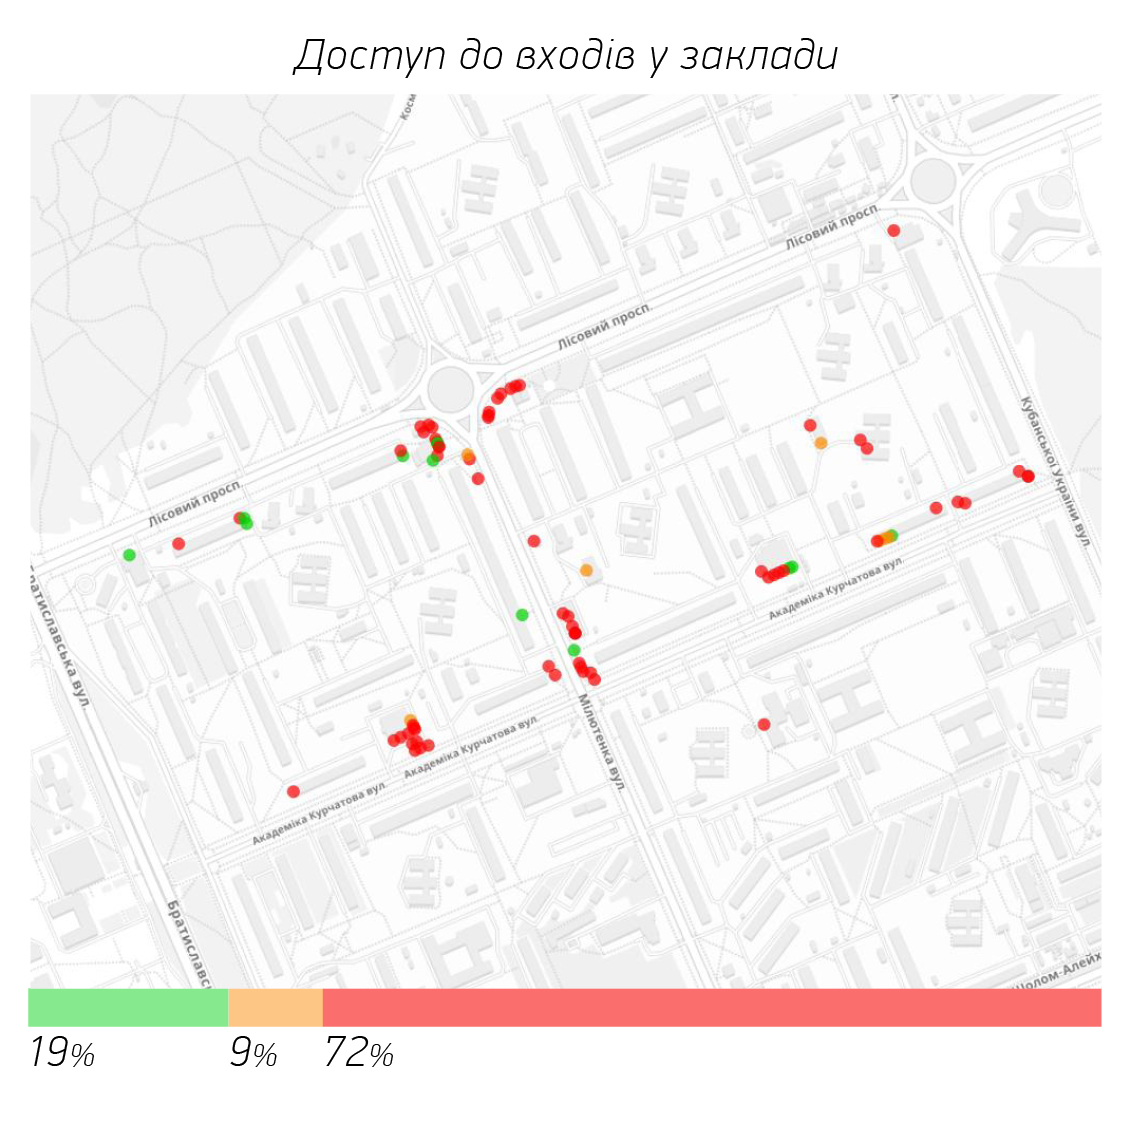 Доступ до входів у заклади
Косм
Лісовий просп.
Лісовий просп.
Лісовий просп.
Кубанської України вул.
Братиславська вул.
Академіка Курчатова вул.
Академіка Курчатова вул.
Академіка Курчатова вул.
Мілютенка вул.
Братиславс
Шолом-Алейх
19%
9%
72%